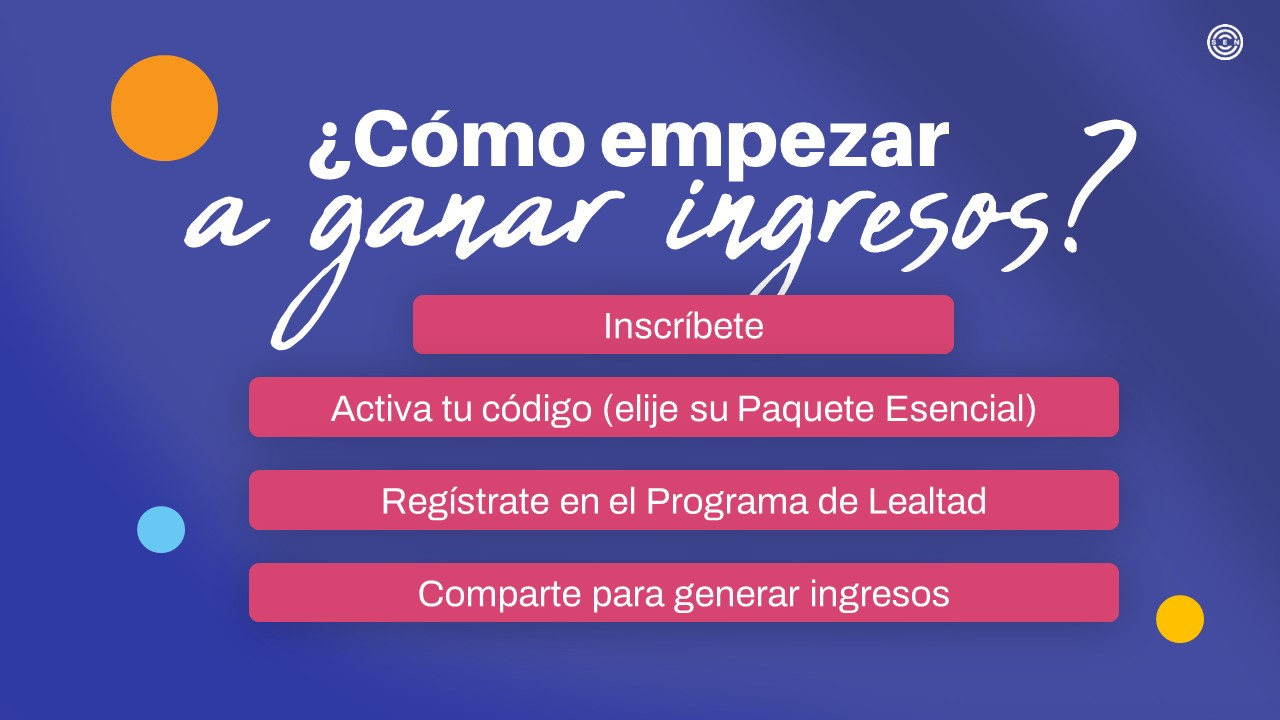 SEN
¿Cómo empezar
a ganar ingresos?
Inscríbete
Activa tu código (elije su Paquete Esencial)
Regístrate en el Programa de Lealtad
Comparte para generar ingresos